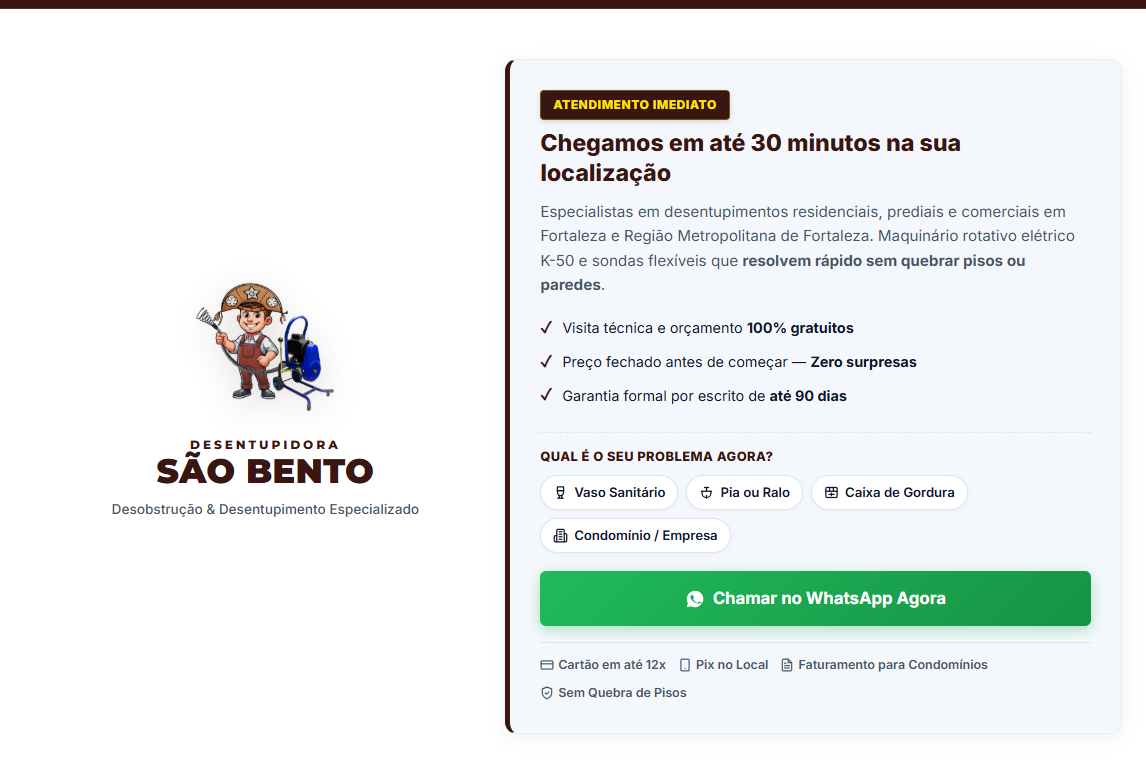 DESENTUPIDORA
SÃO BENTO
Desobstrução & Desentupimento Especializado
ATENDIMENTO IMEDIATO
Chegamos em até 30 minutos na sua
localização
Especialistas em desentupimentos residenciais, prediais e comerciais em
Fortaleza e Região Metropolitana de Fortaleza. Maquinário rotativo elétrico
K-50 e sondas flexíveis que resolvem rápido sem quebrar pisos ou
paredes.
✓ Visita técnica e orçamento 100% gratuitos
✓ Preço fechado antes de começar — Zero surpresas
✓ Garantia formal por escrito de até 90 dias
QUAL É O SEU PROBLEMA AGORA?
Vaso Sanitário Pia ou Ralo Caixa de Gordura
Condomínio / Empresa
Chamar no WhatsApp Agora
Cartão em até 12x Pix no Local Faturamento para Condomínios
Sem Quebra de Pisos